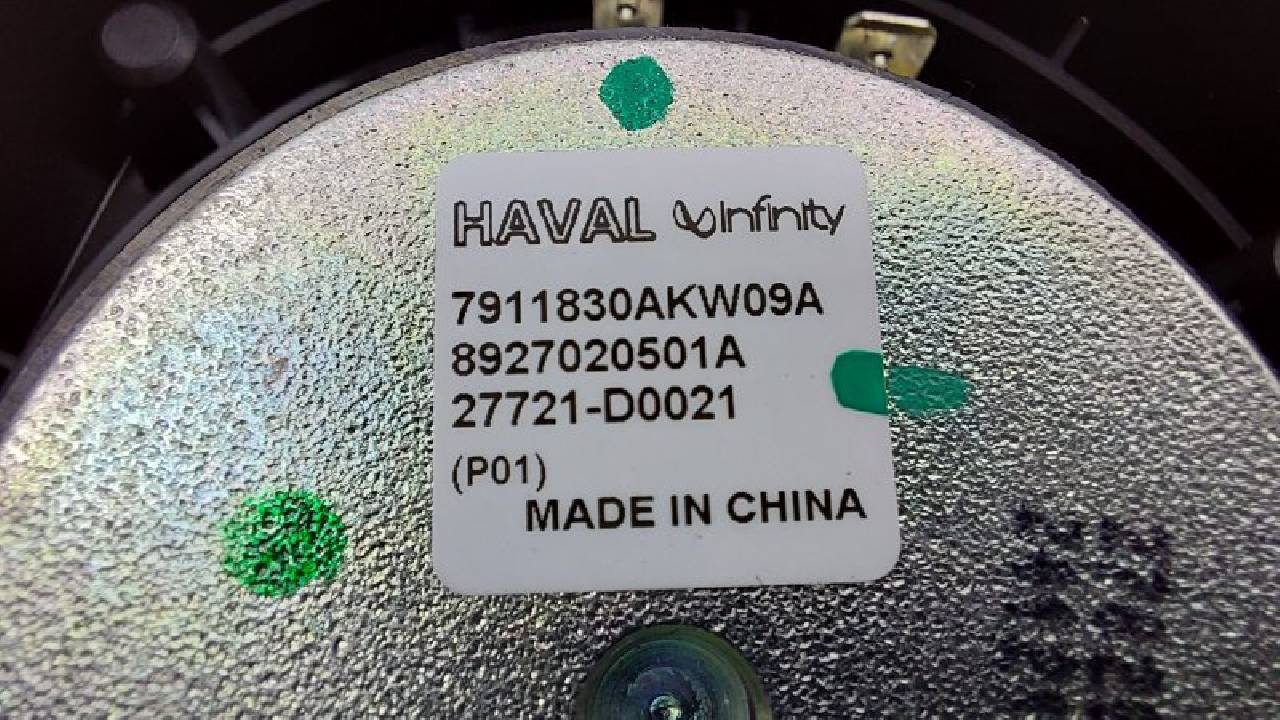 HAVAL infinity
7911830AKW09A
8927020501A
27721-D0021
(P01)
MADE IN CHINA